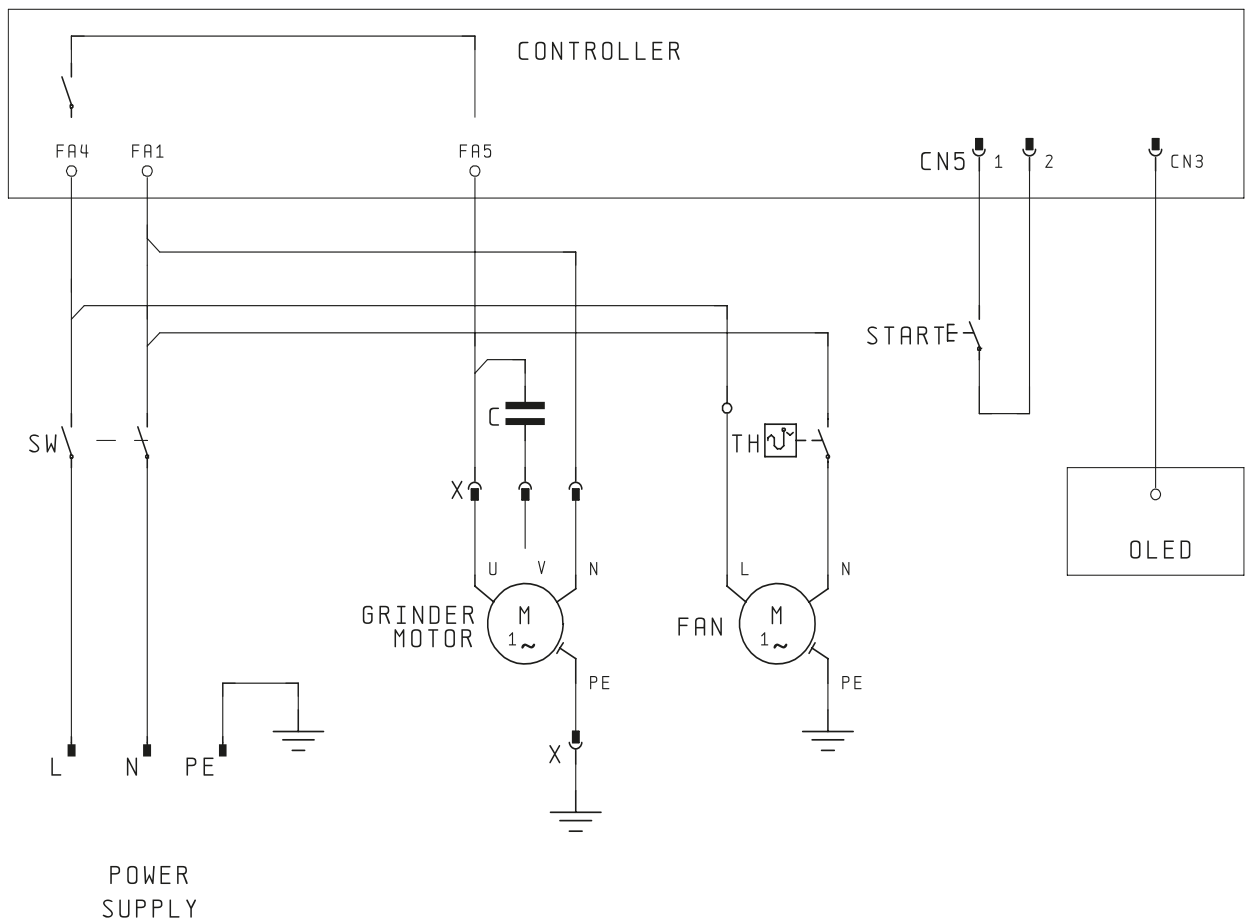 CONTROLLER
FA4 FA1 FA5
CN5 1 2 CN3
START
SW C TH
X
OLED
U V N L N
M M
GRINDER
MOTOR 1~ FAN 1~
PE PE
X
L N PE
POWER
SUPPLY